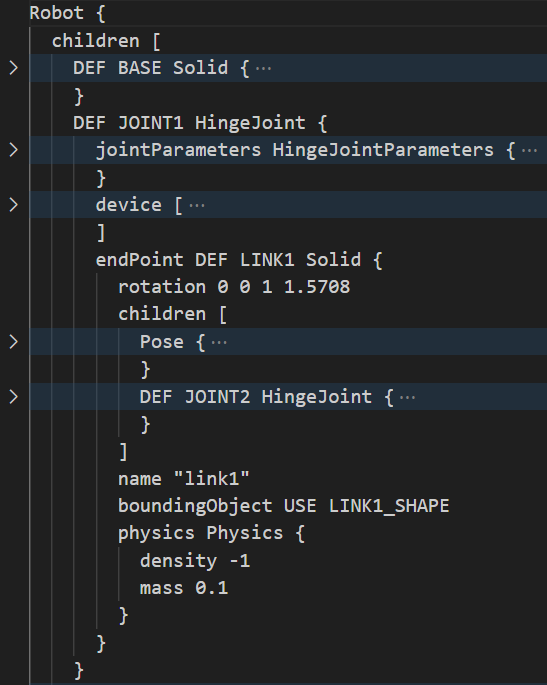 Robot {
children [
DEF BASE Solid {···
}
DEF JOINT1 HingeJoint {
jointParameters HingeJointParameters {···
}
device [···
]
endPoint DEF LINK1 Solid {
rotation 0 0 1 1.5708
children [
Pose {···
}
DEF JOINT2 HingeJoint {···
}
]
name "link1"
boundingObject USE LINK1_SHAPE
physics Physics {
density -1
mass 0.1
}
}
}